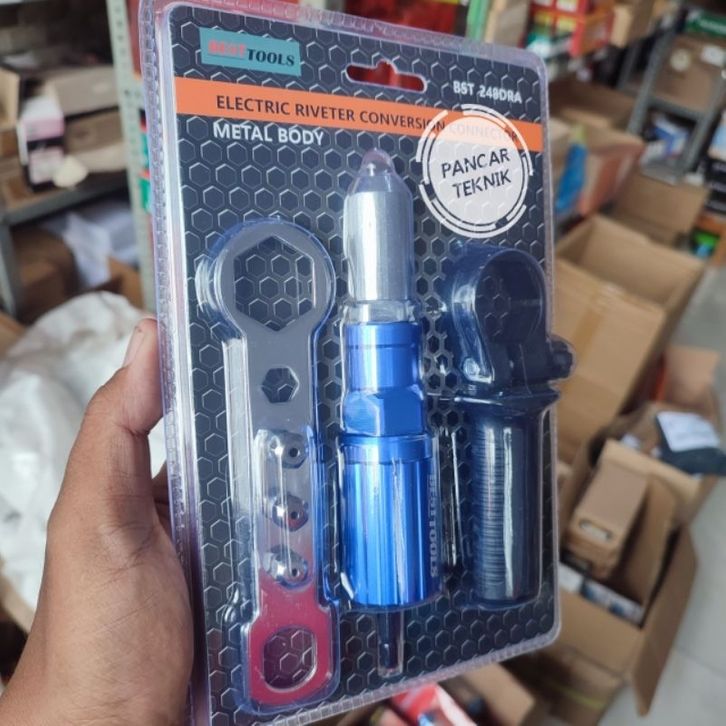 BEST TOOLS
BST 248DRA
ELECTRIC RIVETER CONVERSION CONNECTOR
METAL BODY
PANCAR
TEKNIK
BESTTOOLS